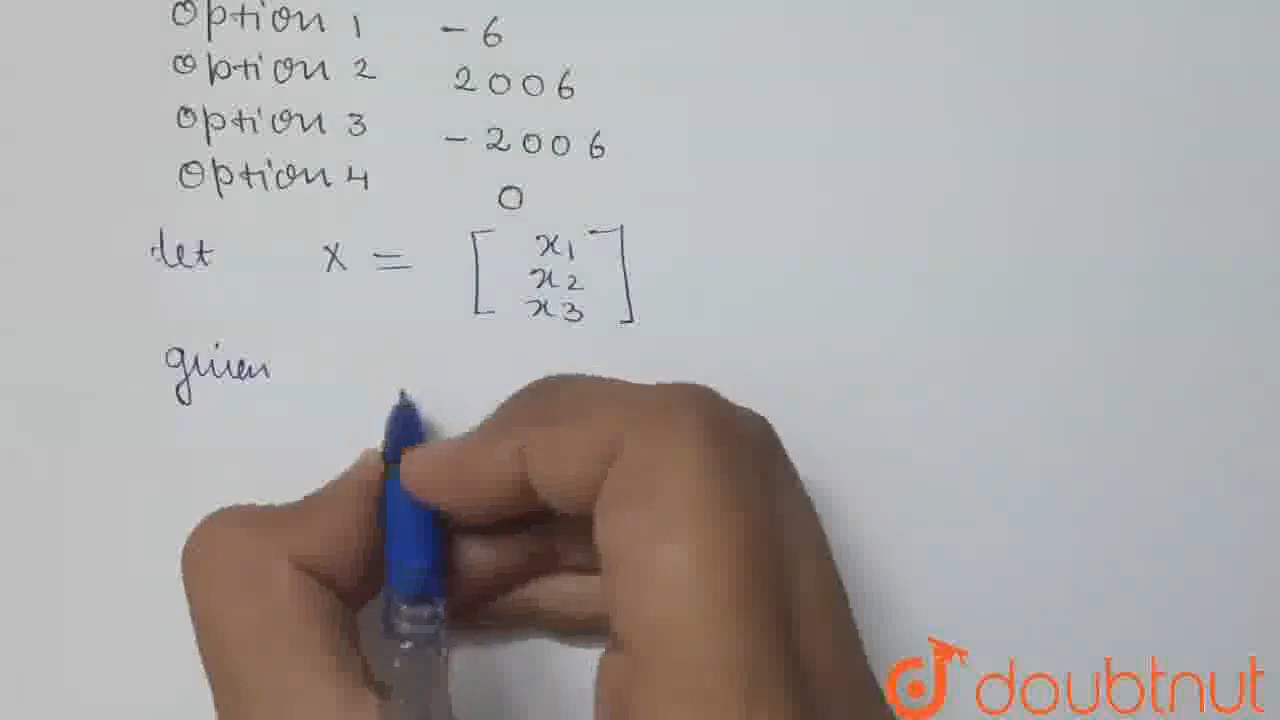 Option 1 - 6
Option 2 2006
Option 3 - 2006
Option 4 0
let X = [ x1
x2
x3 ]
given
doubtnut